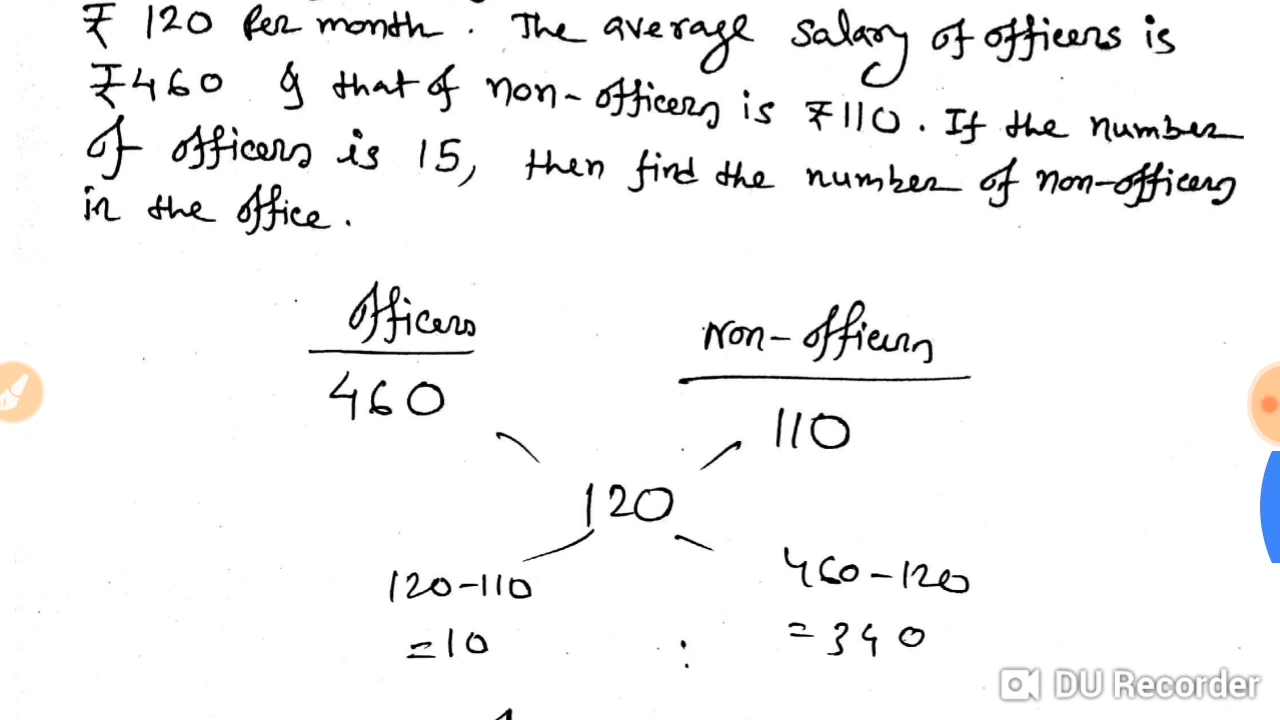 ₹ 120 per month. The average salary of officers is
₹460 & that of non-officers is ₹110. If the number
of officers is 15, then find the number of non-officers
in the office.
Officers
Non-officers
460
110
120
120-110
460-120
=10 : =340
DU Recorder